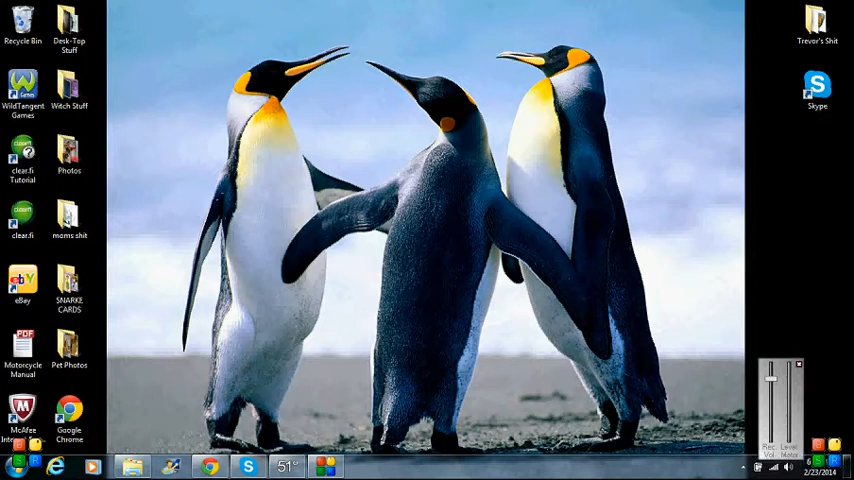 Recycle Bin
Desk-Top
Stuff
WildTangent
Games
Witch Stuff
clear.fi
Tutorial
Photos
clear.fi
moms shit
eBay
SNARKE
CARDS
PDF
Motorcycle
Manual
Pet Photos
McAfee
Google
Chrome
Trevor's Shit
Skype
Rec.
Vol
Level
51°
2/23/2014